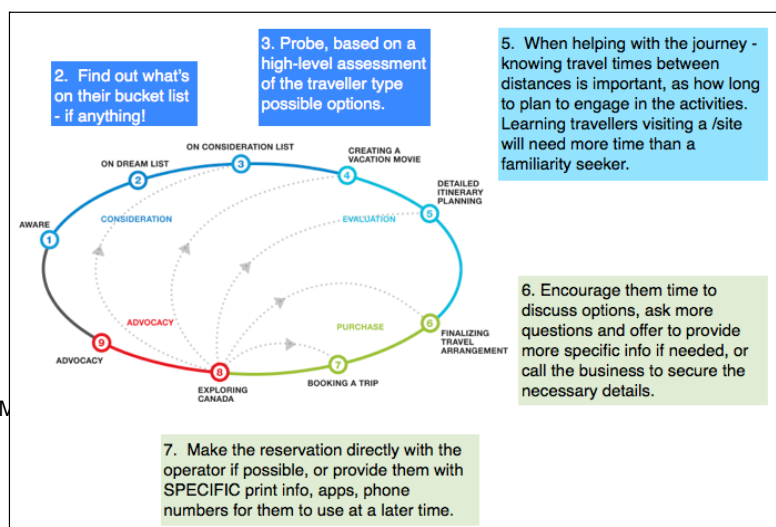 2.  Find out what's
on their bucket list
- if anything!
3. Probe, based on a
high-level assessment
of the traveller type
possible options.
5.  When helping with the journey -
knowing travel times between
distances is important, as how long
to plan to engage in the activities.
Learning travellers visiting a /site
will need more time than a
familiarity seeker.
ON CONSIDERATION LIST
3
CREATING A
VACATION MOVIE
4
ON DREAM LIST
2
DETAILED
ITINERARY
PLANNING
5
AWARE
1
CONSIDERATION
EVALUATION
ADVOCACY
PURCHASE
6
FINALIZING
TRAVEL
ARRANGEMENT
9
ADVOCACY
8
EXPLORING
CANADA
7
BOOKING A TRIP
6. Encourage them time to
discuss options, ask more
questions and offer to provide
more specific info if needed, or
call the business to secure the
necessary details.
M
7.  Make the reservation directly with the
operator if possible, or provide them with
SPECIFIC print info, apps, phone
numbers for them to use at a later time.